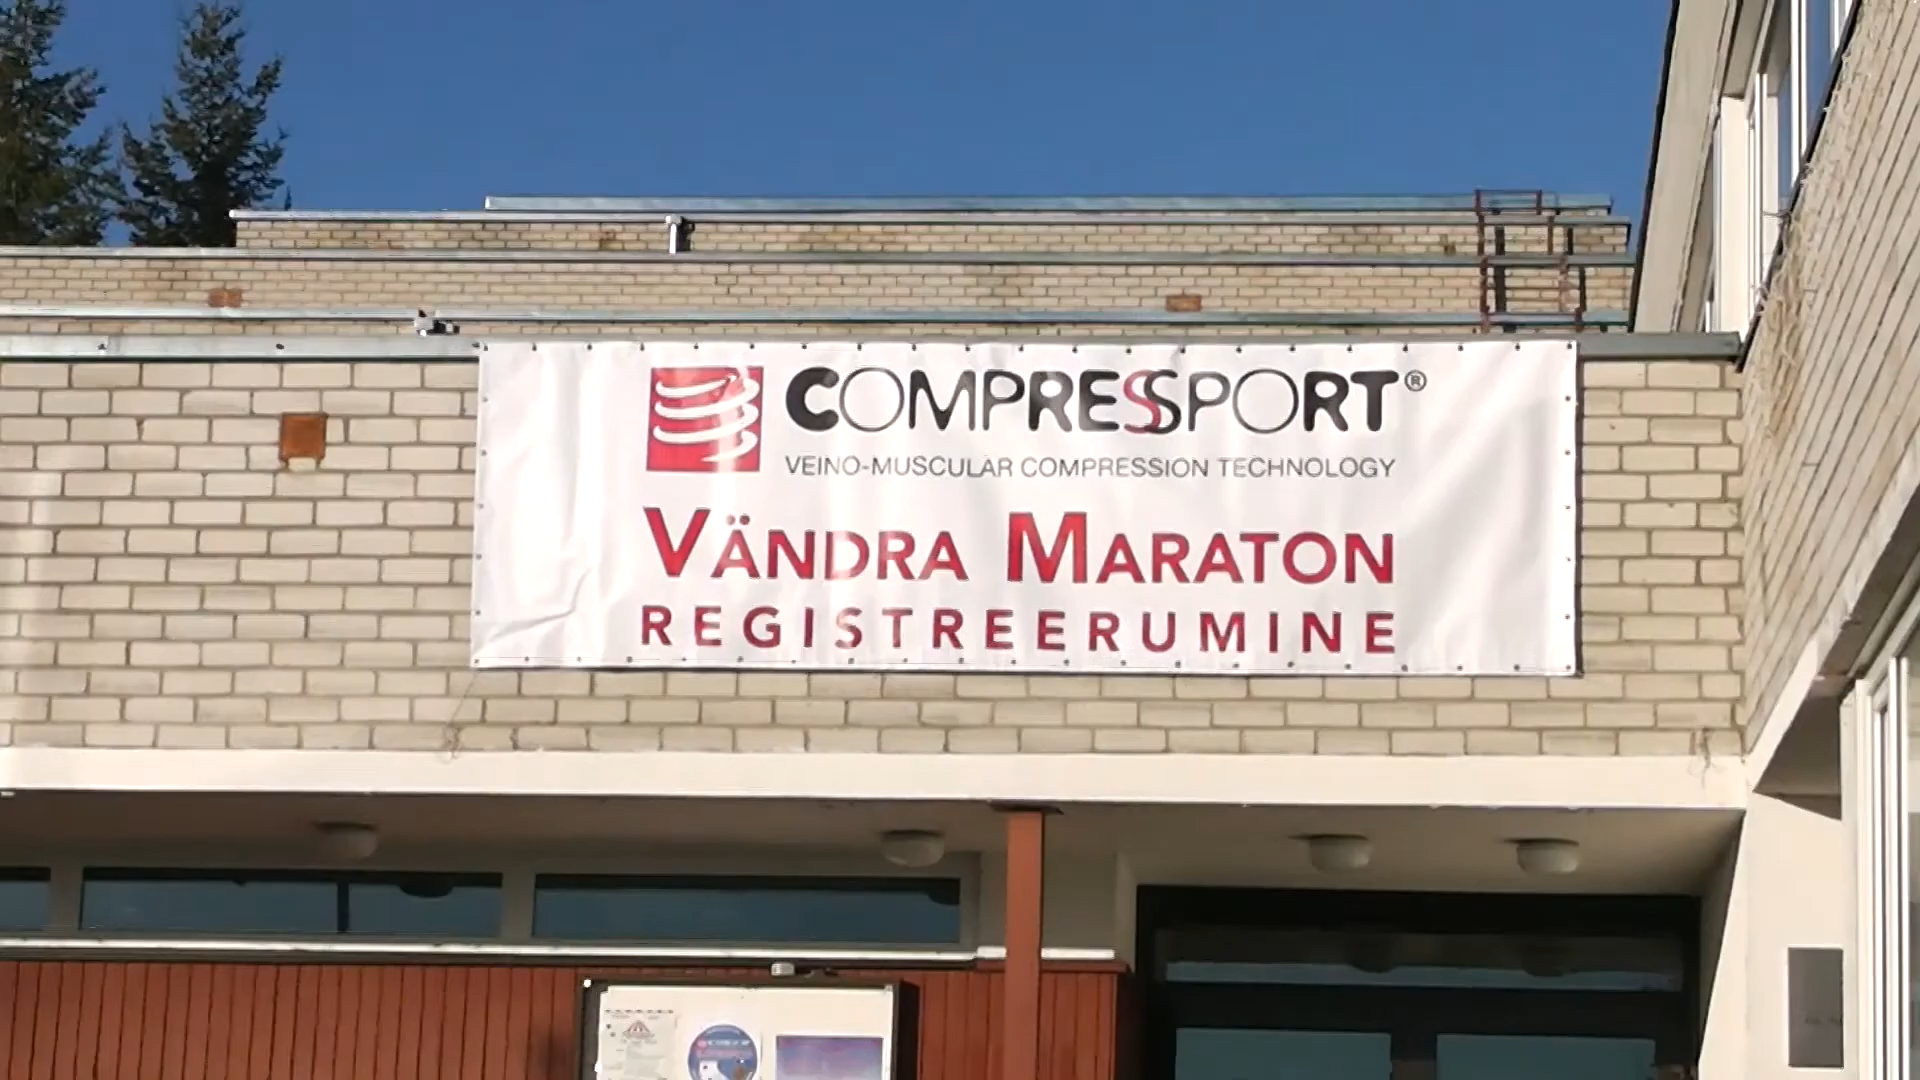 COMPRESSPORT®
VEINO-MUSCULAR COMPRESSION TECHNOLOGY
VÄNDRA MARATON
REGISTREERUMINE